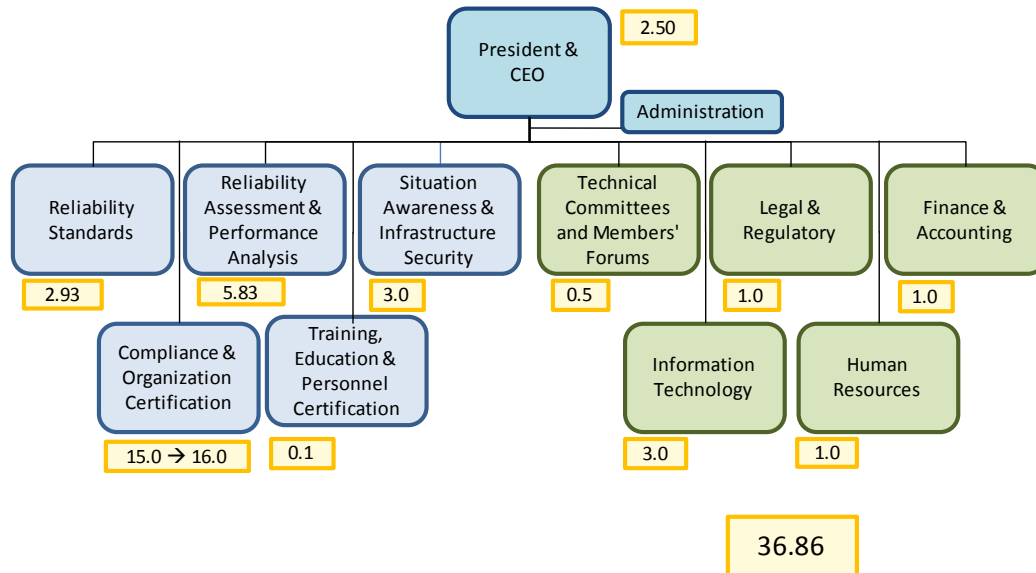 2.50
President &
CEO
Administration
Reliability
Standards
2.93
Reliability
Assessment &
Performance
Analysis
5.83
Situation
Awareness &
Infrastructure
Security
3.0
Technical
Committees
and Members'
Forums
0.5
Legal &
Regulatory
1.0
Finance &
Accounting
1.0
Compliance &
Organization
Certification
15.0 → 16.0
Training,
Education &
Personnel
Certification
0.1
Information
Technology
3.0
Human
Resources
1.0
36.86